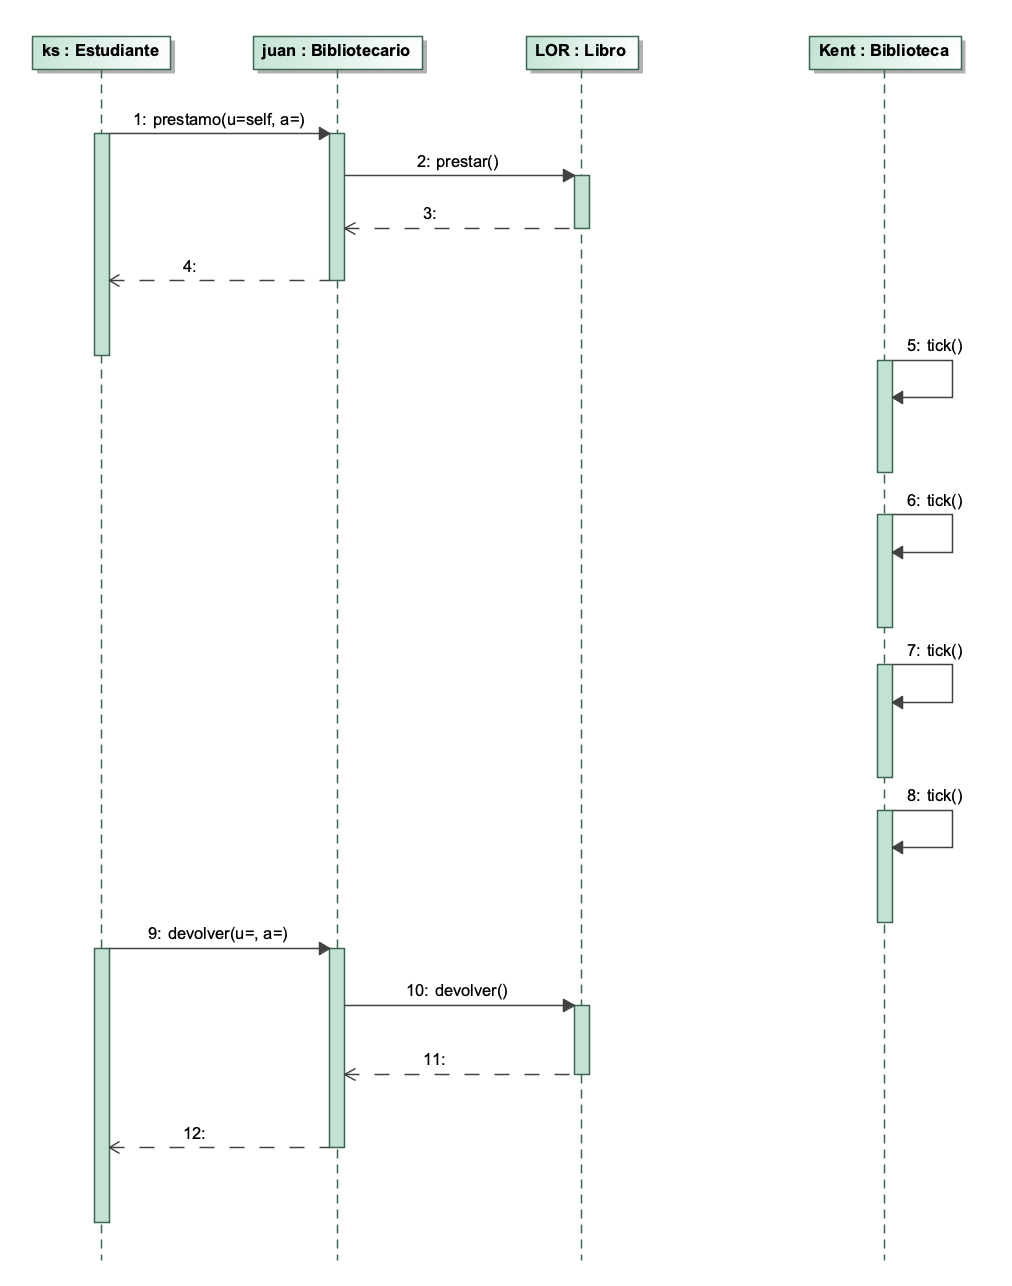 ks : Estudiante
juan : Bibliotecario
LOR : Libro
Kent : Biblioteca
1: prestamo(u=self, a=)
2: prestar()
3:
4:
5: tick()
6: tick()
7: tick()
8: tick()
9: devolver(u=, a=)
10: devolver()
11:
12: